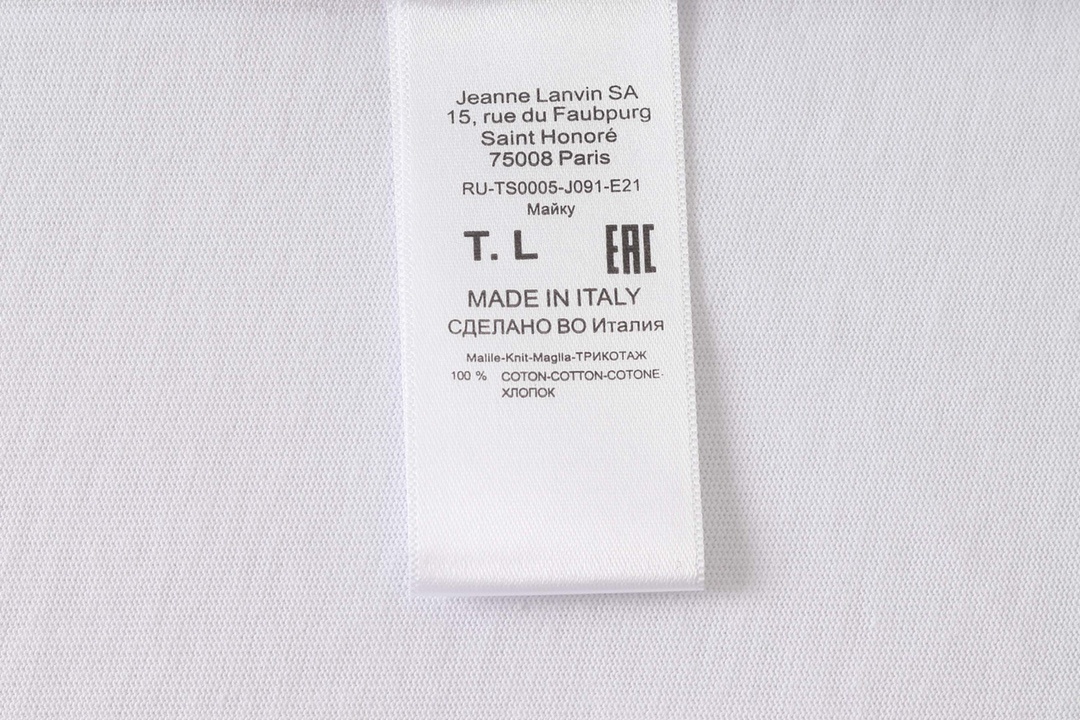 Jeanne Lanvin SA
15, rue du Faubpurg
Saint Honoré
75008 Paris
RU-TS0005-J091-E21
Майку
T. L EAC
MADE IN ITALY
СДЕЛАНО ВО Италия
Malile-Knit-Maglla-ТРИКОТАЖ
100 % COTON-COTTON-COTONE-
ХЛОПОК